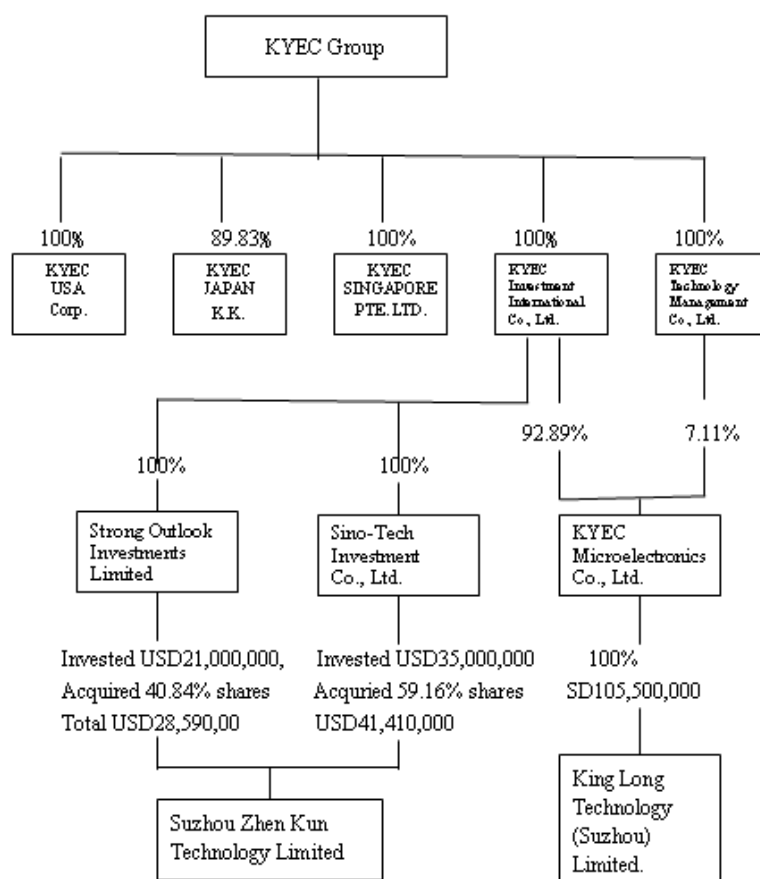 KYEC Group
100%
89.83%
100%
100%
100%
KYEC
USA
Corp.
KYEC
JAPAN
K.K.
KYEC
SINGAPORE
PTE. LTD.
KYEC
Investment
International
Co., Ltd.
KYEC
Technology
Management
Co., Ltd.
92.89%
7.11%
100%
100%
Strong Outlook
Investments
Limited
Sino-Tech
Investment
Co., Ltd.
KYEC
Microelectronics
Co., Ltd.
Invested USD21,000,000,
Acquired 40.84% shares
Total USD28,590,00
Invested USD35,000,000
Acquried 59.16% shares
USD41,410,000
100%
SD105,500,000
Suzhou Zhen Kun
Technology Limited
King Long
Technology
(Suzhou)
Limited.